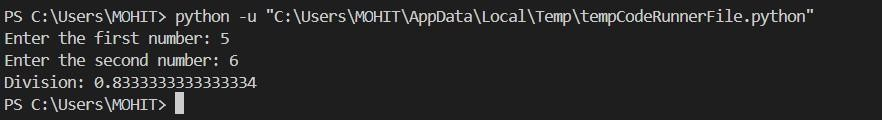 PS C:\Users\MOHIT> python -u "C:\Users\MOHIT\AppData\Local\Temp\tempCodeRunnerFile.python"
Enter the first number: 5
Enter the second number: 6
Division: 0.8333333333333334
PS C:\Users\MOHIT>